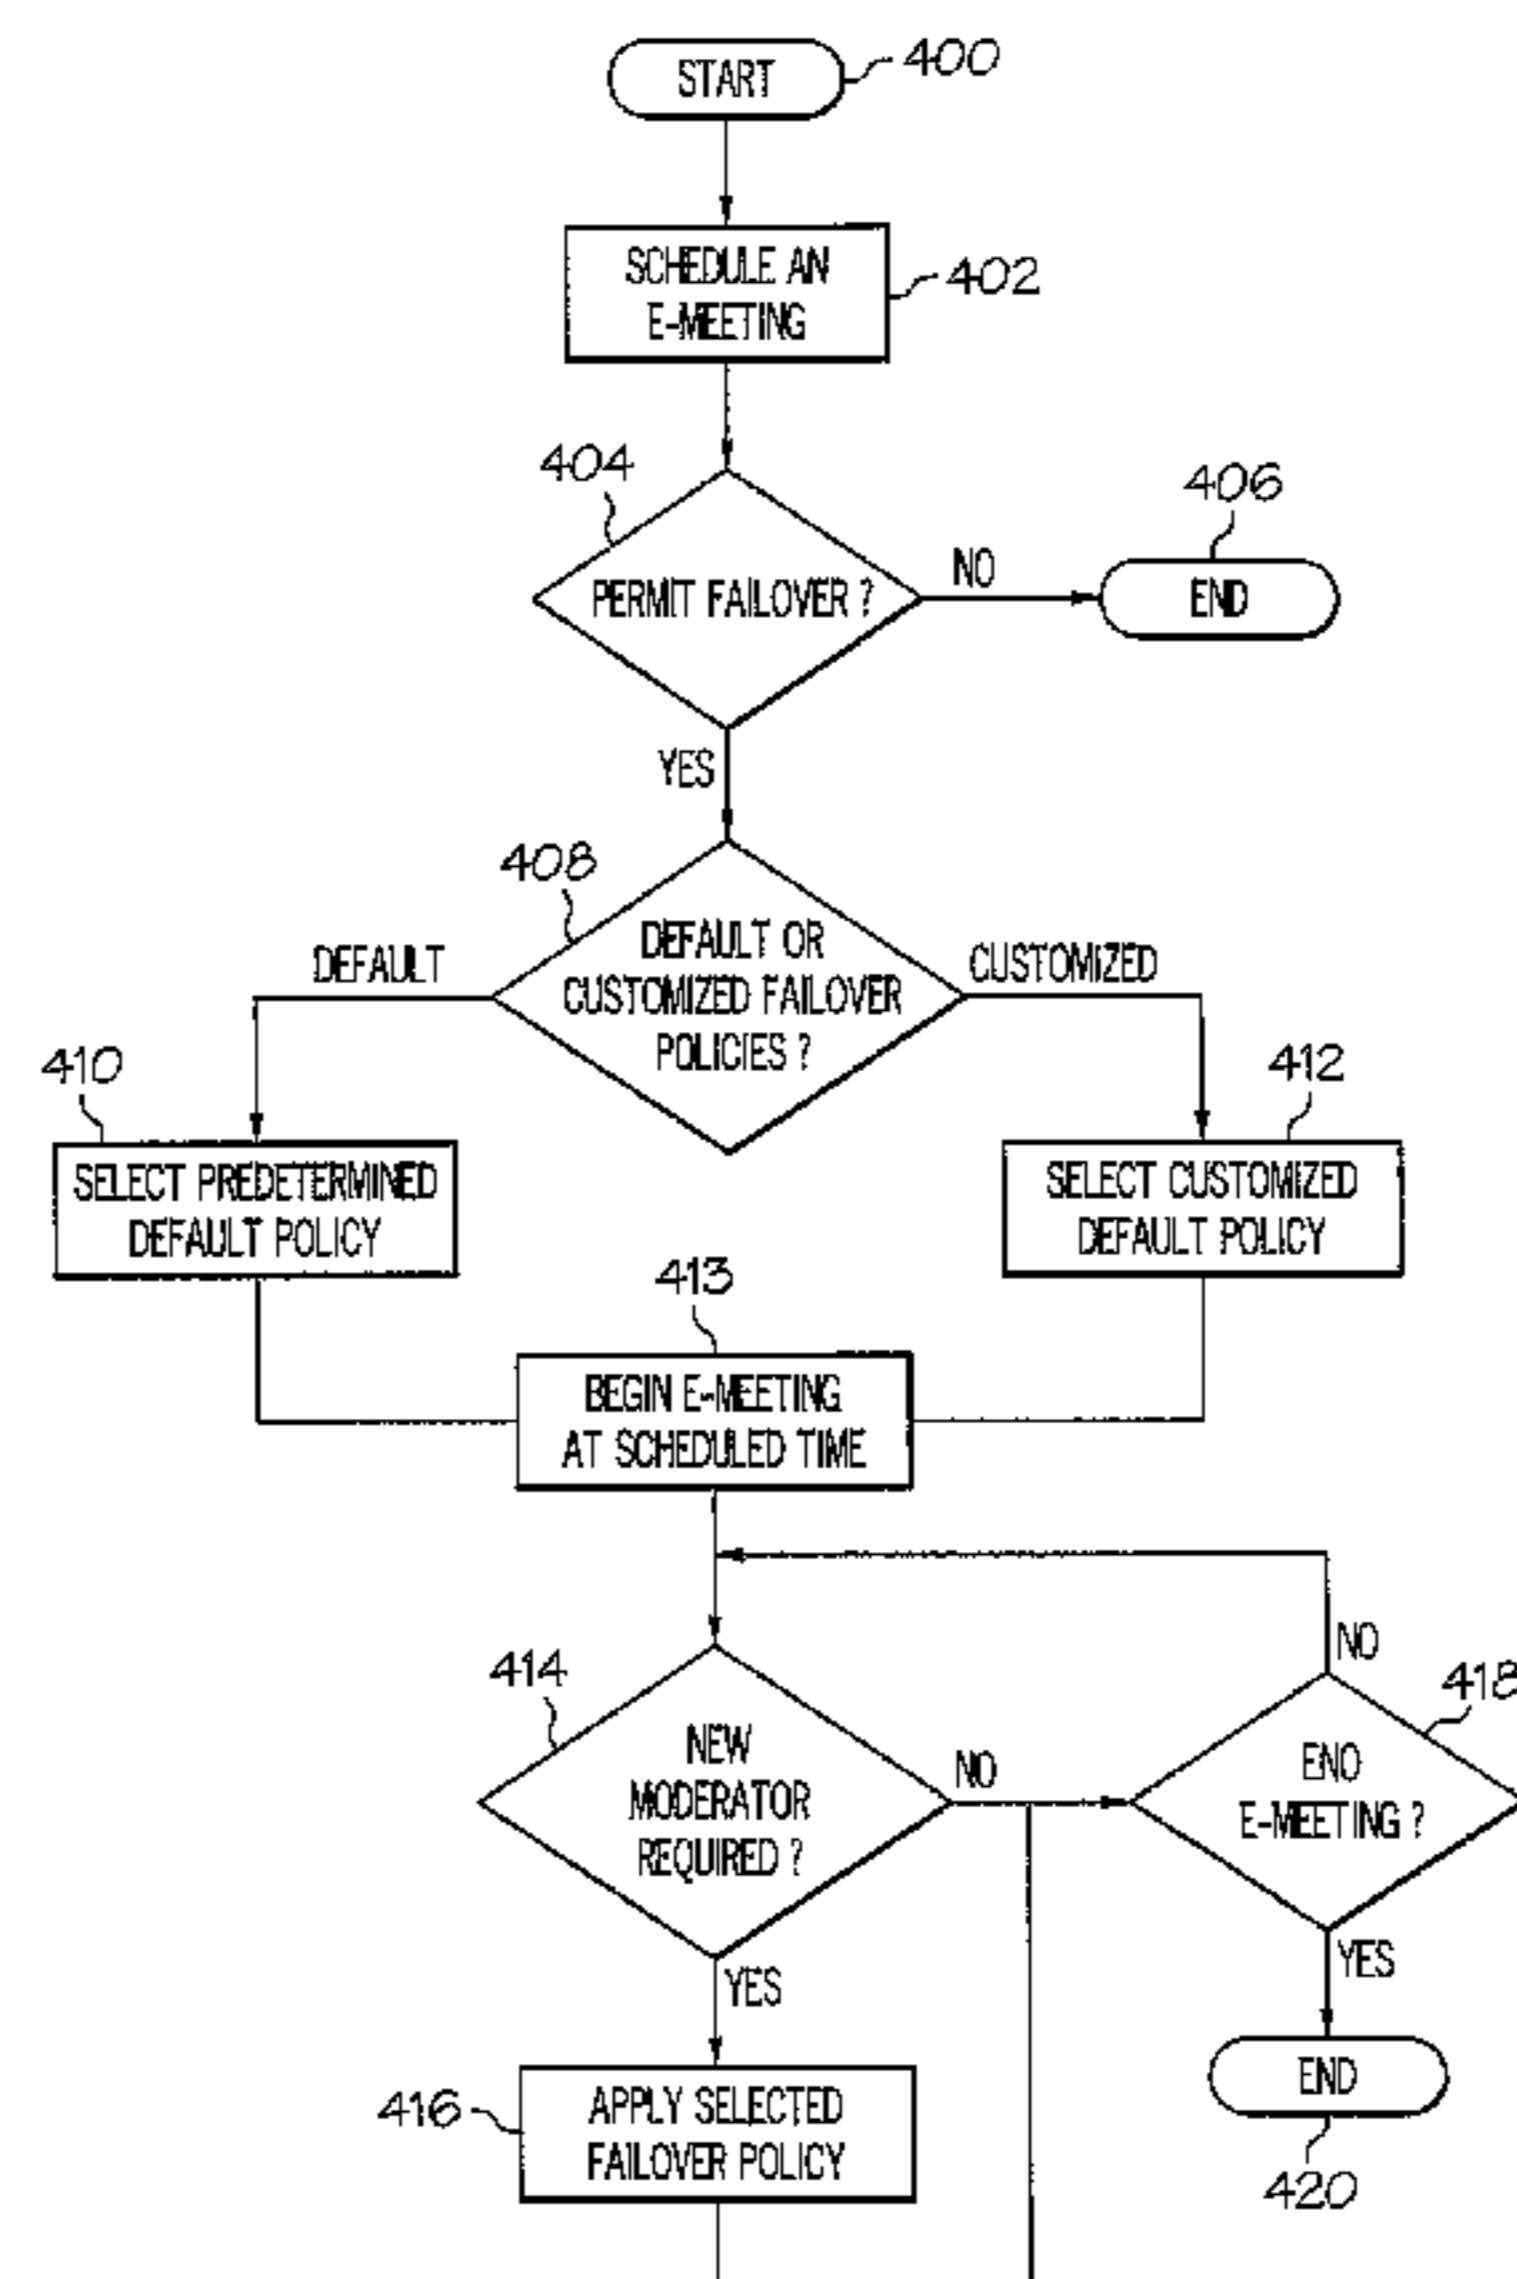 START
400
SCHEDULE AN
E-MEETING
402
404
406
PERMIT FAILOVER ?
NO
END
YES
408
DEFAULT
DEFAULT OR
CUSTOMIZED FAILOVER
POLICIES ?
CUSTOMIZED
410
412
SELECT PREDETERMINED
DEFAULT POLICY
SELECT CUSTOMIZED
DEFAULT POLICY
413
BEGIN E-MEETING
AT SCHEDULED TIME
NO
414
418
NEW
MODERATOR
REQUIRED ?
NO
ENO
E-MEETING ?
YES
YES
416
APPLY SELECTED
FAILOVER POLICY
END
420